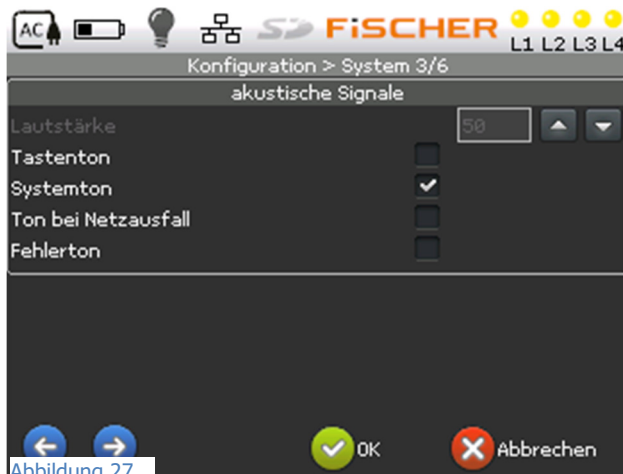 AC
SD FiSCHER
L1 L2 L3 L4
Konfiguration > System 3/6
akustische Signale
Lautstärke 50
Tastenton
Systemton
Ton bei Netzausfall
Fehlerton
OK Abbrechen
Abbildung 27